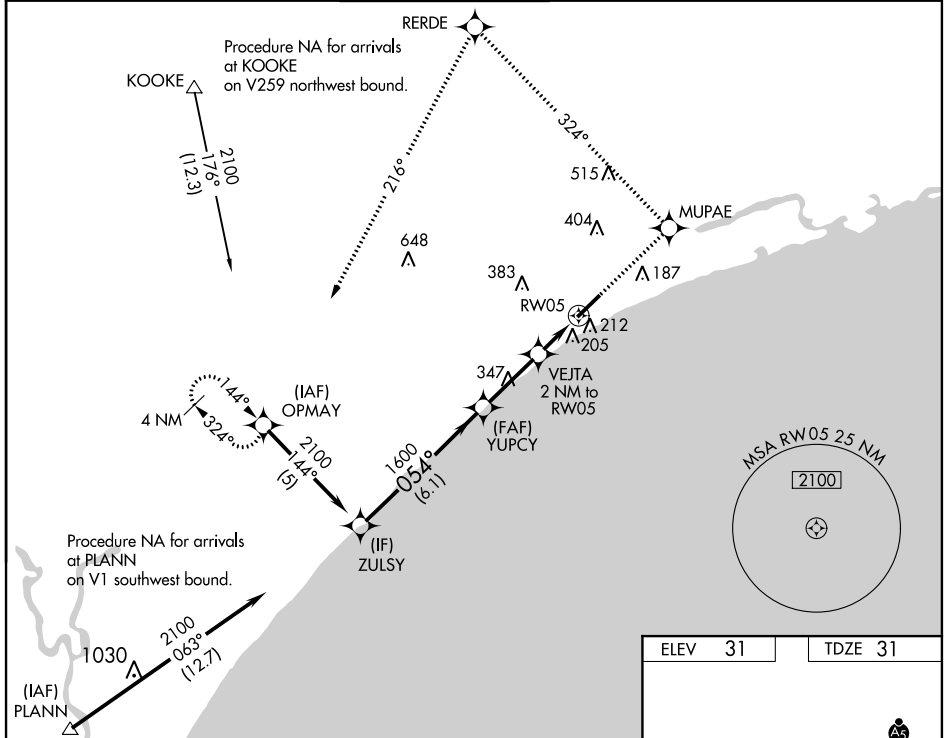 RERDE
Procedure NA for arrivals
at KOOKE
on V259 northwest bound.
KOOKE
2100
176°
(12.3)
216°
324°
515
404
MUPAE
648
383
187
RW05
212
205
347
VEJTA
2 NM to
RW05
(FAF)
YUPCY
4 NM
144°
324°
(IAF)
OPMAY
2100
144°
(5)
1600
054°
(6.1)
(IF)
ZULSY
MSA RW05 25 NM
2100
Procedure NA for arrivals
at PLANN
on V1 southwest bound.
2100
063°
(12.7)
1030
(IAF)
PLANN
ELEV 31
TDZE 31
A5